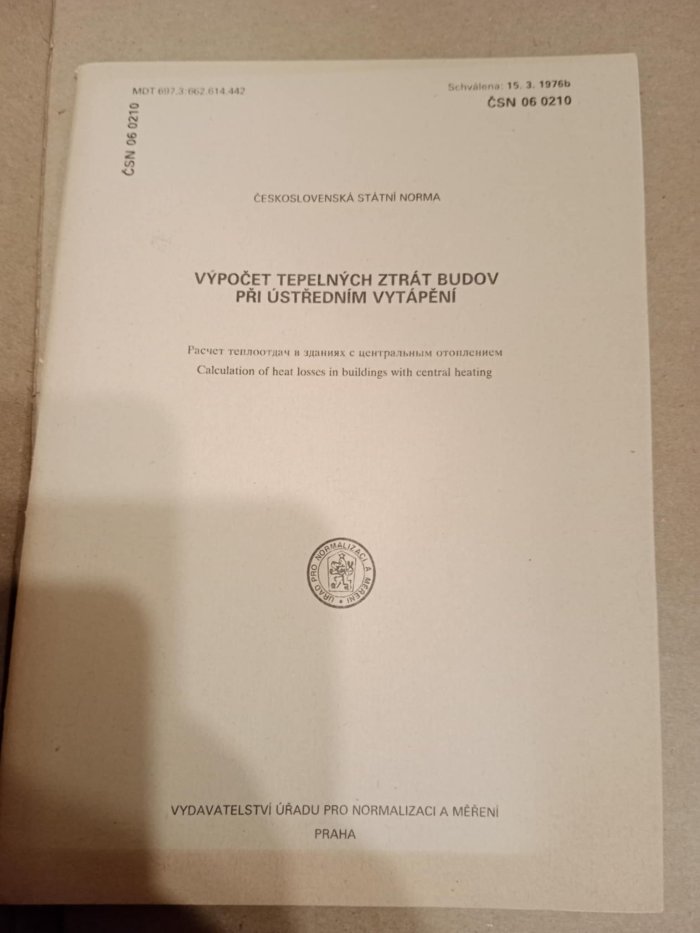 MDT 697.3:662.614.442
Schválena: 15. 3. 1976b
ČSN 06 0210
ČSN 06 0210
ČESKOSLOVENSKÁ STÁTNÍ NORMA
VÝPOČET TEPELNÝCH ZTRÁT BUDOV
PŘI ÚSTŘEDNÍM VYTÁPĚNÍ
Расчет теплоотдач в зданиях с центральным отоплением
Calculation of heat losses in buildings with central heating
ÚŘAD PRO NORMALIZACI A MĚŘENÍ
VYDAVATELSTVÍ ÚŘADU PRO NORMALIZACI A MĚŘENÍ
PRAHA